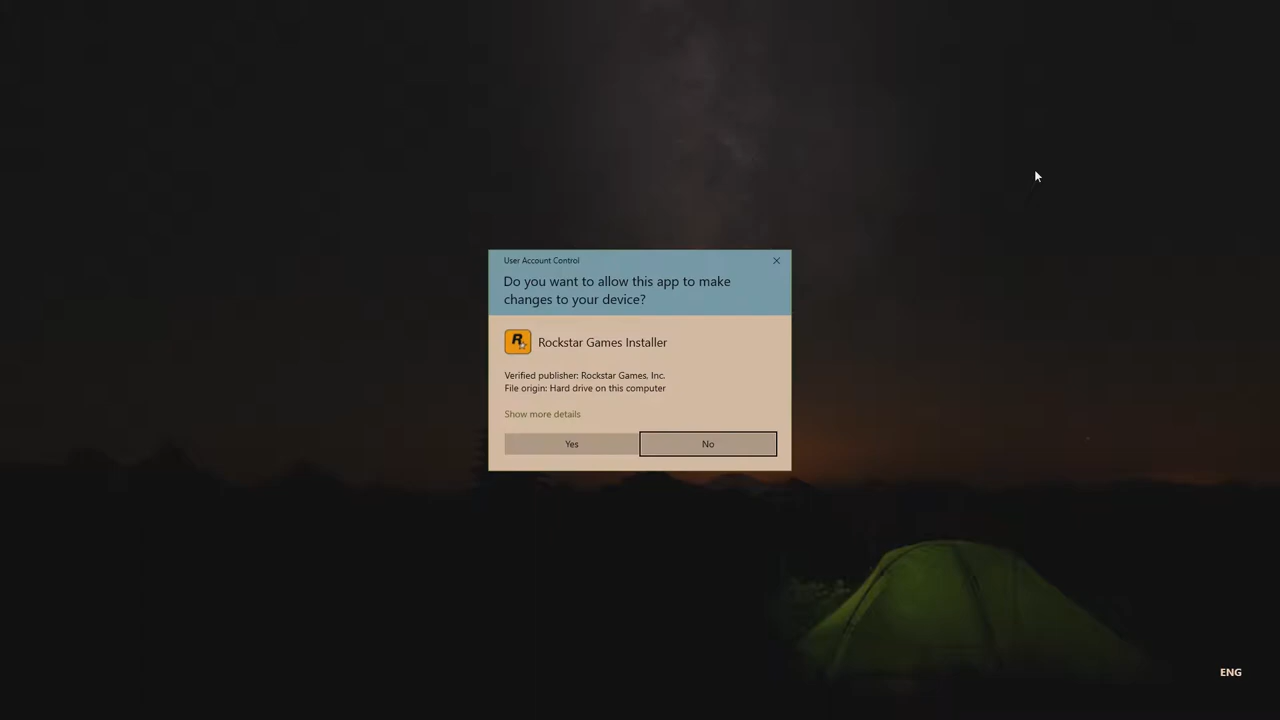 User Account Control
Do you want to allow this app to make
changes to your device?
R
Rockstar Games Installer
Verified publisher: Rockstar Games, Inc.
File origin: Hard drive on this computer
Show more details
Yes
No
ENG